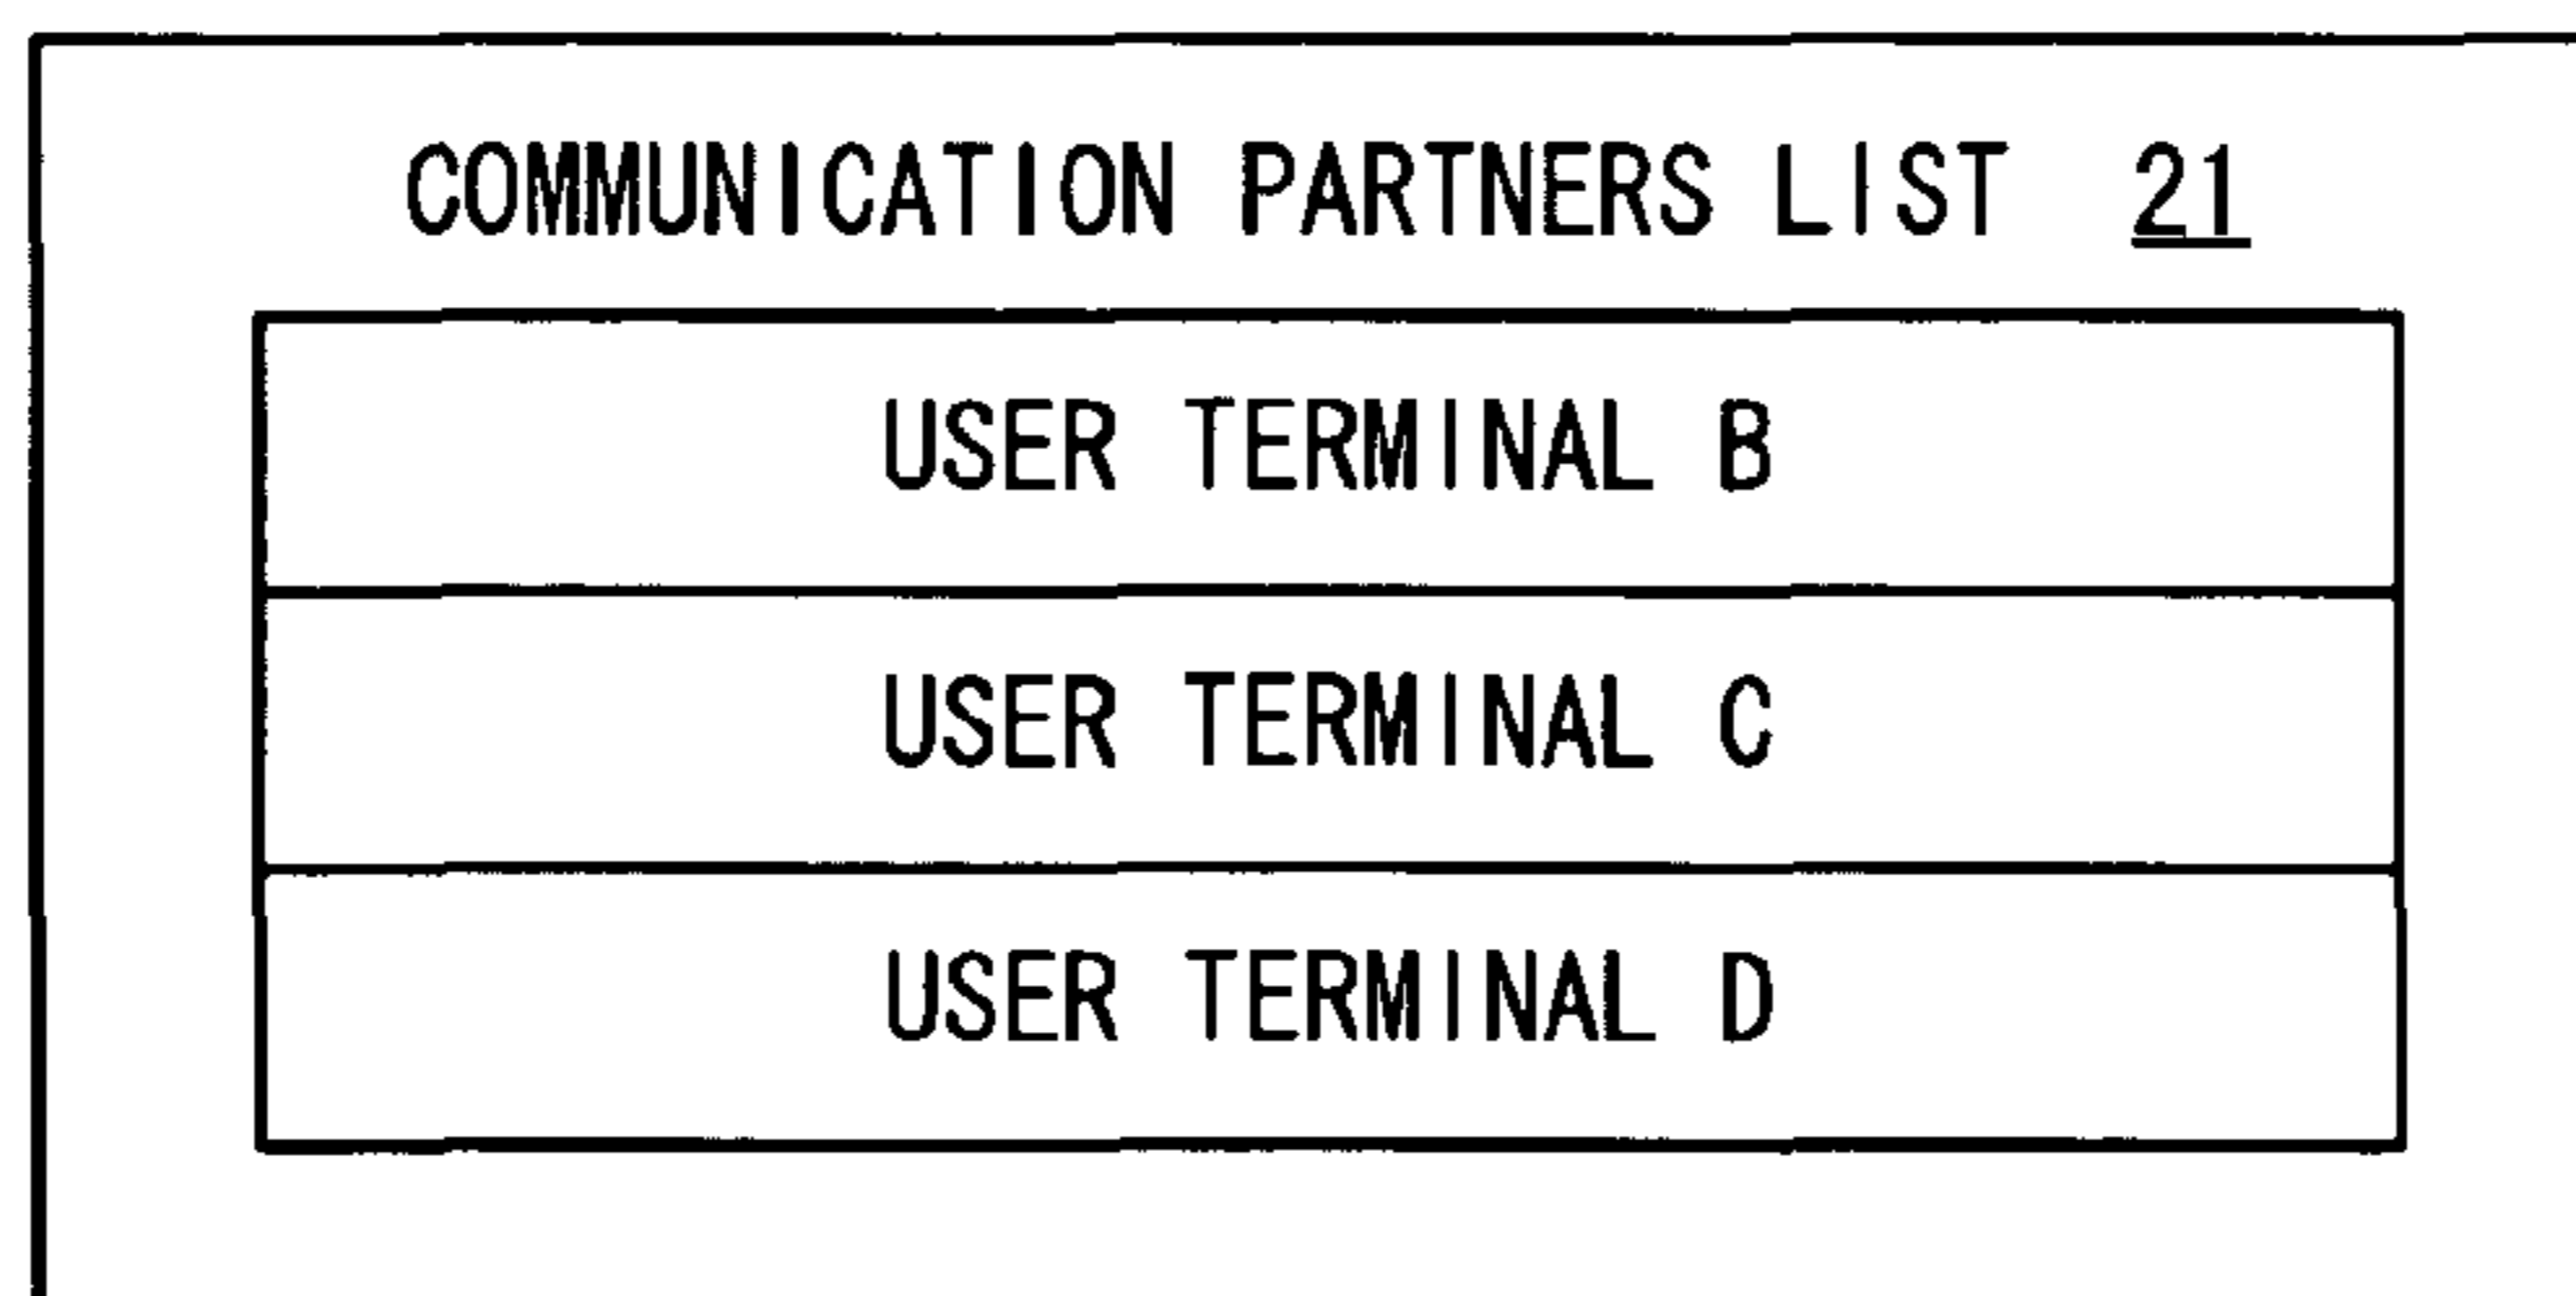 COMMUNICATION PARTNERS LIST 21
USER TERMINAL B
USER TERMINAL C
USER TERMINAL D